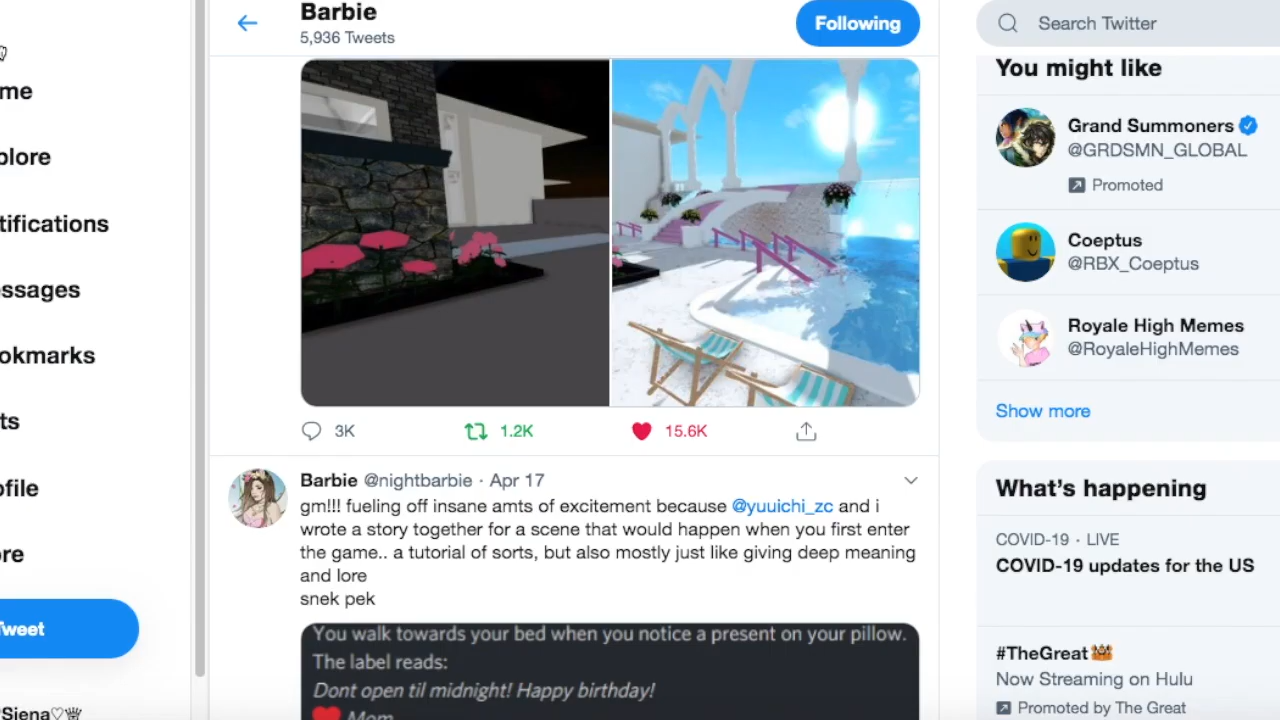 me
plore
tifications
essages
okmarks
ts
ofile
re
Tweet
Siena
Barbie
5,936 Tweets
Following
3K
1.2K
15.6K
Barbie @nightbarbie · Apr 17
gm!!! fueling off insane amts of excitement because @yuuichi_zc and i
wrote a story together for a scene that would happen when you first enter
the game.. a tutorial of sorts, but also mostly just like giving deep meaning
and lore
snek pek
You walk towards your bed when you notice a present on your pillow.
The label reads:
Dont open til midnight! Happy birthday!
Mom
Search Twitter
You might like
Grand Summoners
@GRDSMN_GLOBAL
Promoted
Coeptus
@RBX_Coeptus
Royale High Memes
@RoyaleHighMemes
Show more
What's happening
COVID-19 · LIVE
COVID-19 updates for the US
#TheGreat
Now Streaming on Hulu
Promoted by The Great